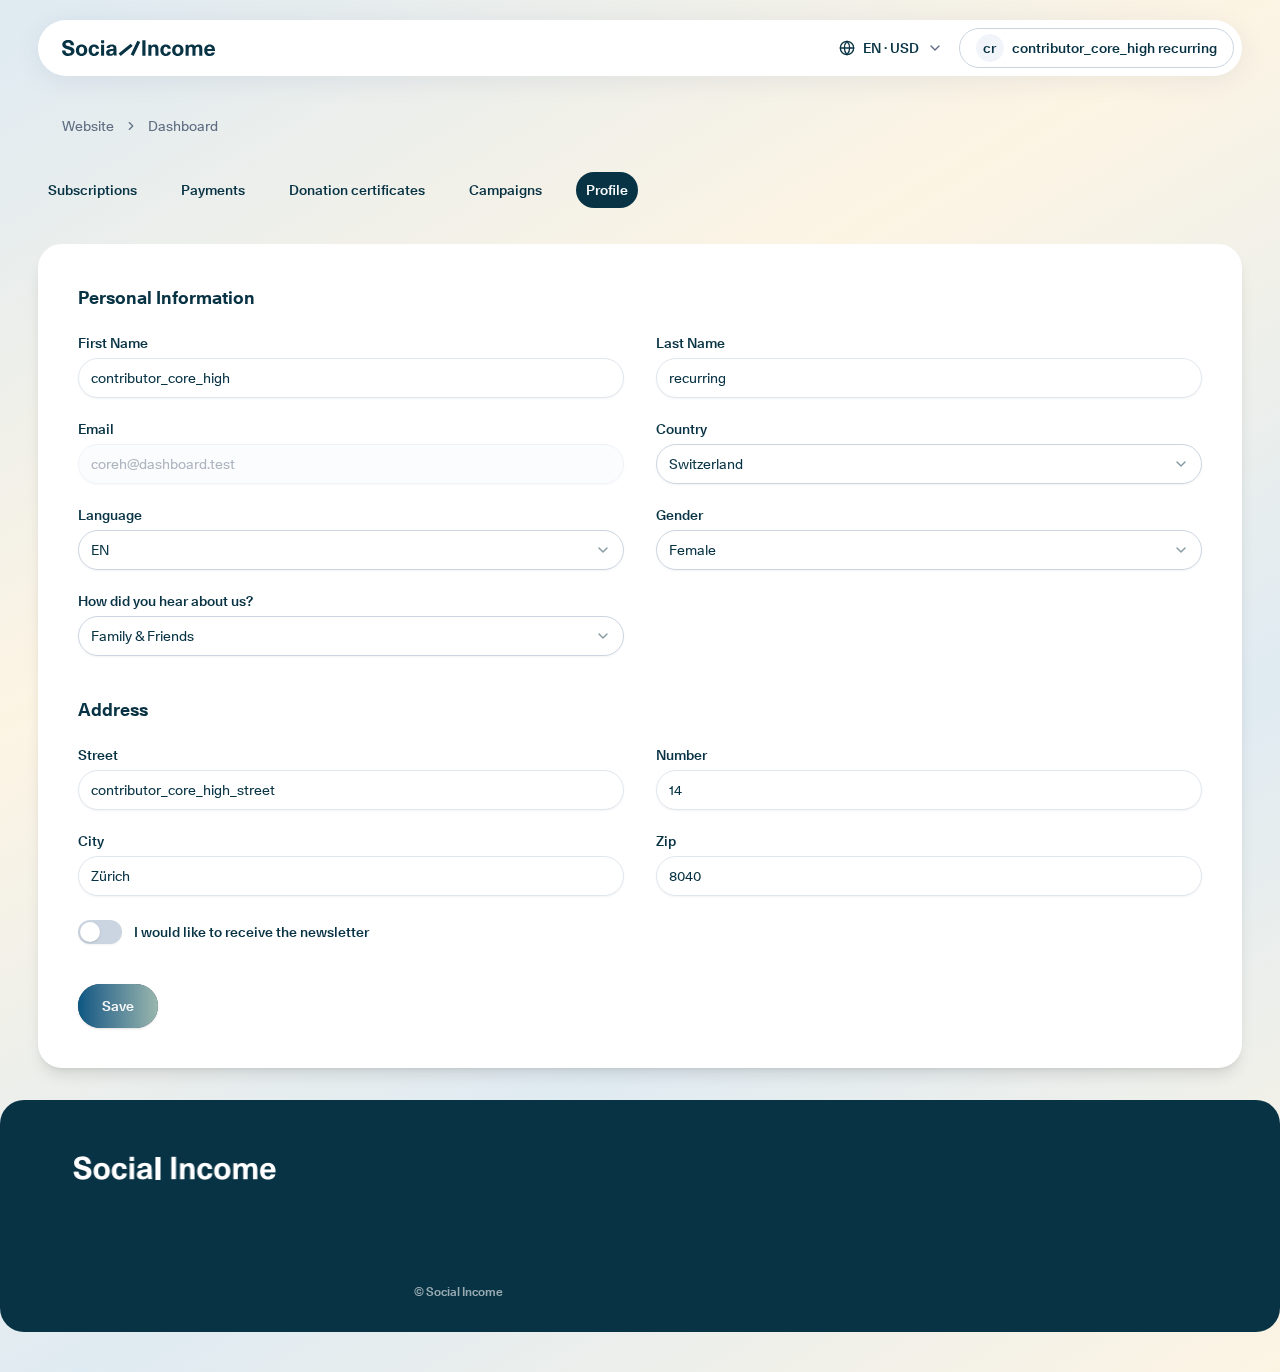 Social Income
EN · USD
cr
contributor_core_high recurring
Website
Dashboard
Subscriptions
Payments
Donation certificates
Campaigns
Profile
Personal Information
First Name
Last Name
contributor_core_high
recurring
Email
Country
coreh@dashboard.test
Switzerland
Language
Gender
EN
Female
How did you hear about us?
Family & Friends
Address
Street
Number
contributor_core_high_street
14
City
Zip
Zürich
8040
I would like to receive the newsletter
Save
Social Income
© Social Income